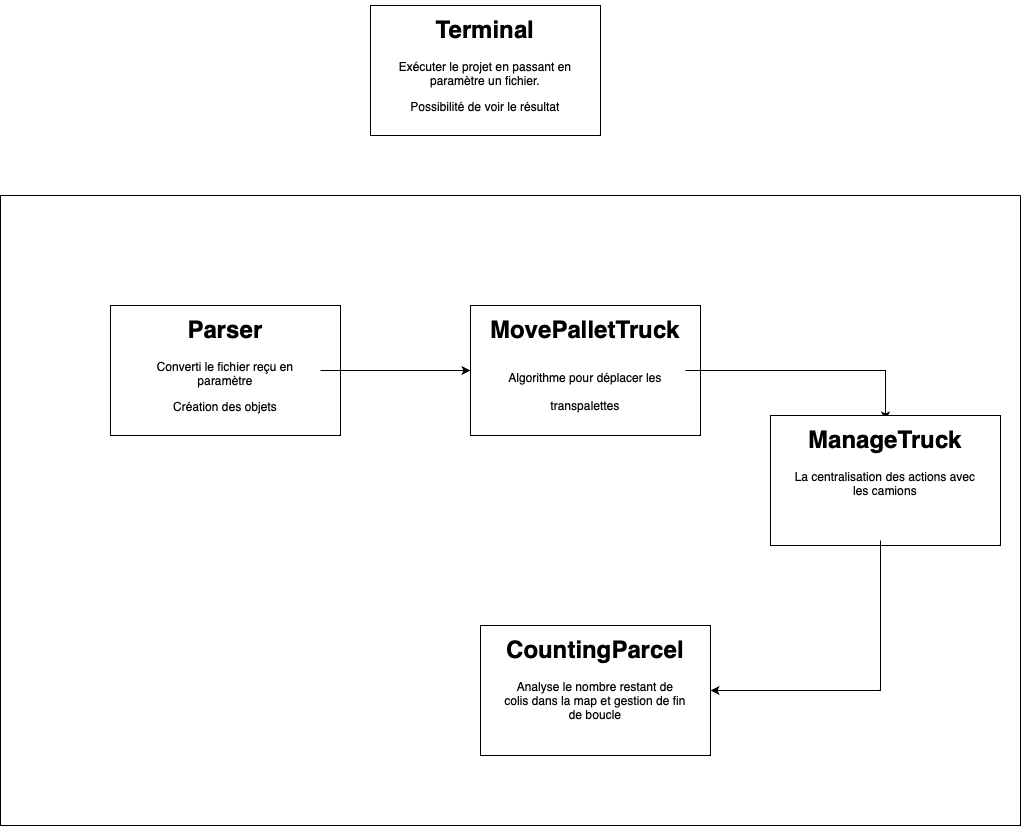 Terminal
Exécuter le projet en passant en
paramètre un fichier.
Possibilité de voir le résultat
Parser
Converti le fichier reçu en
paramètre
Création des objets
MovePalletTruck
Algorithme pour déplacer les
transpalettes
ManageTruck
La centralisation des actions avec
les camions
CountingParcel
Analyse le nombre restant de
colis dans la map et gestion de fin
de boucle